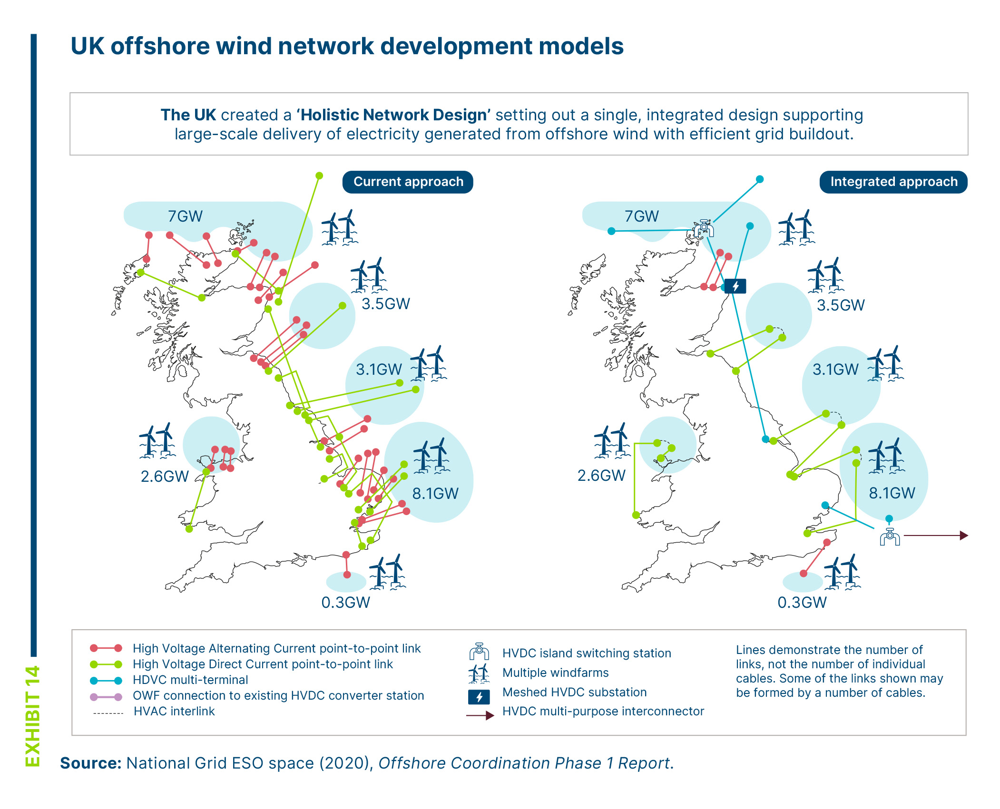 UK offshore wind network development models
The UK created a ‘Holistic Network Design’ setting out a single, integrated design supporting
large-scale delivery of electricity generated from offshore wind with efficient grid buildout.
Current approach
7GW
3.5GW
3.1GW
2.6GW
8.1GW
0.3GW
Integrated approach
7GW
3.5GW
3.1GW
2.6GW
8.1GW
0.3GW
High Voltage Alternating Current point-to-point link
High Voltage Direct Current point-to-point link
HDVC multi-terminal
OWF connection to existing HVDC converter station
HVAC interlink
HVDC island switching station
Multiple windfarms
Meshed HVDC substation
HVDC multi-purpose interconnector
Lines demonstrate the number of
links, not the number of individual
cables. Some of the links shown may
be formed by a number of cables.
EXHIBIT 14
Source: National Grid ESO space (2020), Offshore Coordination Phase 1 Report.